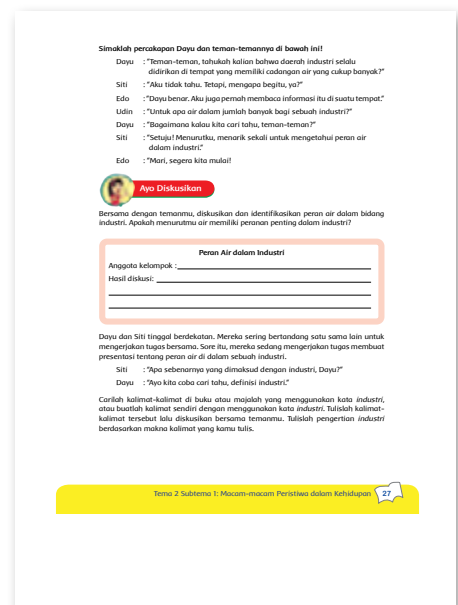 Simaklah percakapan Dayu dan teman-temannya di bawah ini!
Dayu : "Teman-teman, tahukah kalian bahwa daerah industri selalu
didirikan di tempat yang memiliki cadangan air yang cukup banyak?"
Siti : "Aku tidak tahu. Tetapi, mengapa begitu, ya?"
Edo : "Dayu benar. Aku juga pernah membaca informasi itu di suatu tempat."
Udin : "Untuk apa air dalam jumlah banyak bagi sebuah industri?"
Dayu : "Bagaimana kalau kita cari tahu, teman-teman?"
Siti : "Setuju! Menurutku, menarik sekali untuk mengetahui peran air
dalam industri."
Edo : "Mari, segera kita mulai!
Ayo Diskusikan
Bersama dengan temanmu, diskusikan dan identifikasikan peran air dalam bidang
industri. Apakah menurutmu air memiliki peranan penting dalam industri?
Peran Air dalam Industri
Anggota kelompok :
Hasil diskusi:
Dayu dan Siti tinggal berdekatan. Mereka sering bertandang satu sama lain untuk
mengerjakan tugas bersama. Sore itu, mereka sedang mengerjakan tugas membuat
presentasi tentang peran air di dalam sebuah industri.
Siti : "Apa sebenarnya yang dimaksud dengan industri, Dayu?"
Dayu : "Ayo kita coba cari tahu, definisi industri."
Carilah kalimat-kalimat di buku atau majalah yang menggunakan kata industri,
atau buatlah kalimat sendiri dengan menggunakan kata industri. Tulislah kalimat-
kalimat tersebut lalu diskusikan bersama temanmu. Tulislah pengertian industri
berdasarkan makna kalimat yang kamu tulis.
Tema 2 Subtema 1: Macam-macam Peristiwa dalam Kehidupan 27